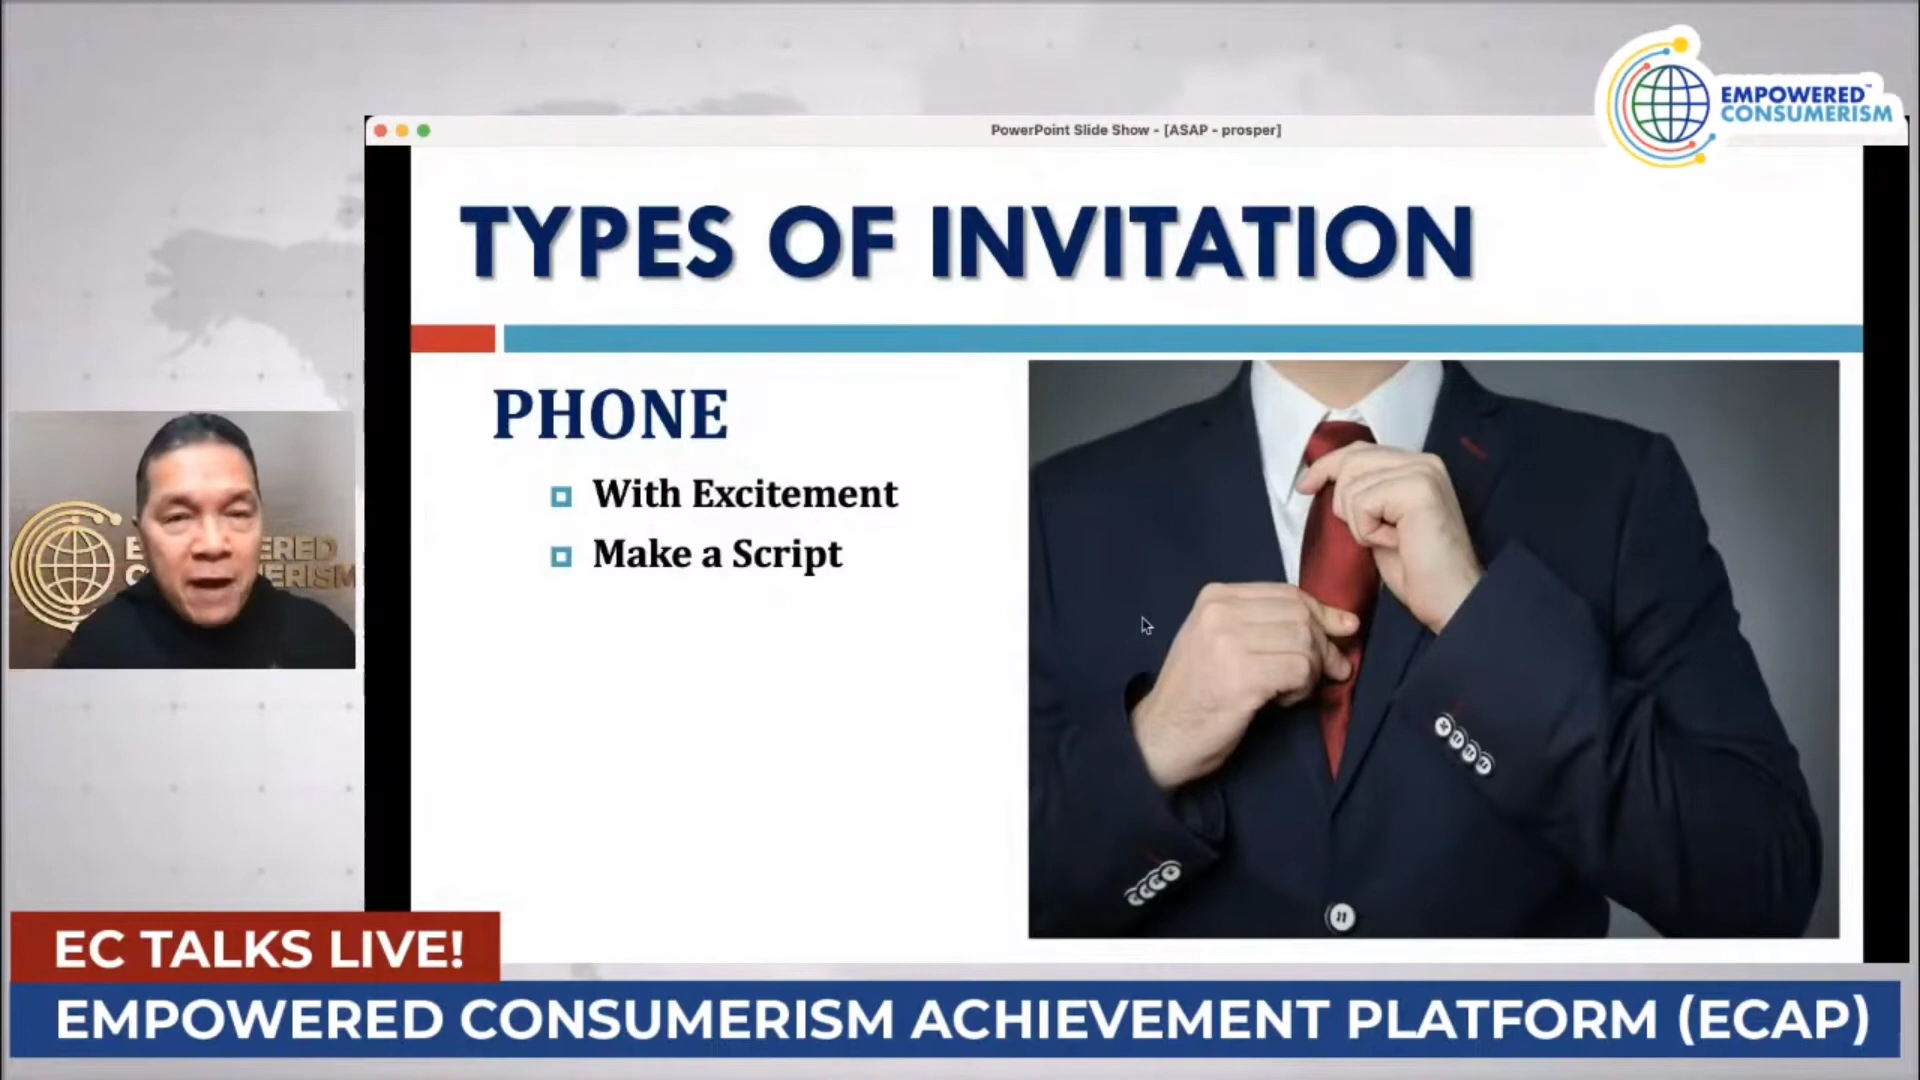 EMPOWERED™
CONSUMERISM
PowerPoint Slide Show - [ASAP - prosper]
TYPES OF INVITATION
PHONE
With Excitement
Make a Script
EC TALKS LIVE!
EMPOWERED CONSUMERISM ACHIEVEMENT PLATFORM (ECAP)